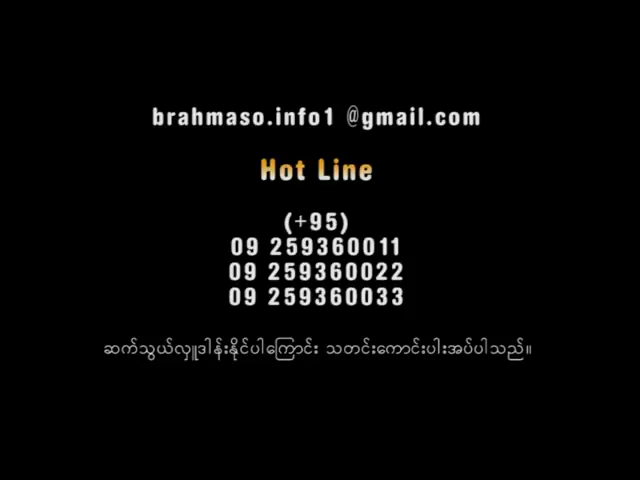 brahmaso.info1 @gmail.com
Hot Line
(+95)
09 259360011
09 259360022
09 259360033
ဆက်သွယ်လှူဒါန်းနိုင်ပါကြောင်း သတင်းကောင်းပါးအပ်ပါသည်။